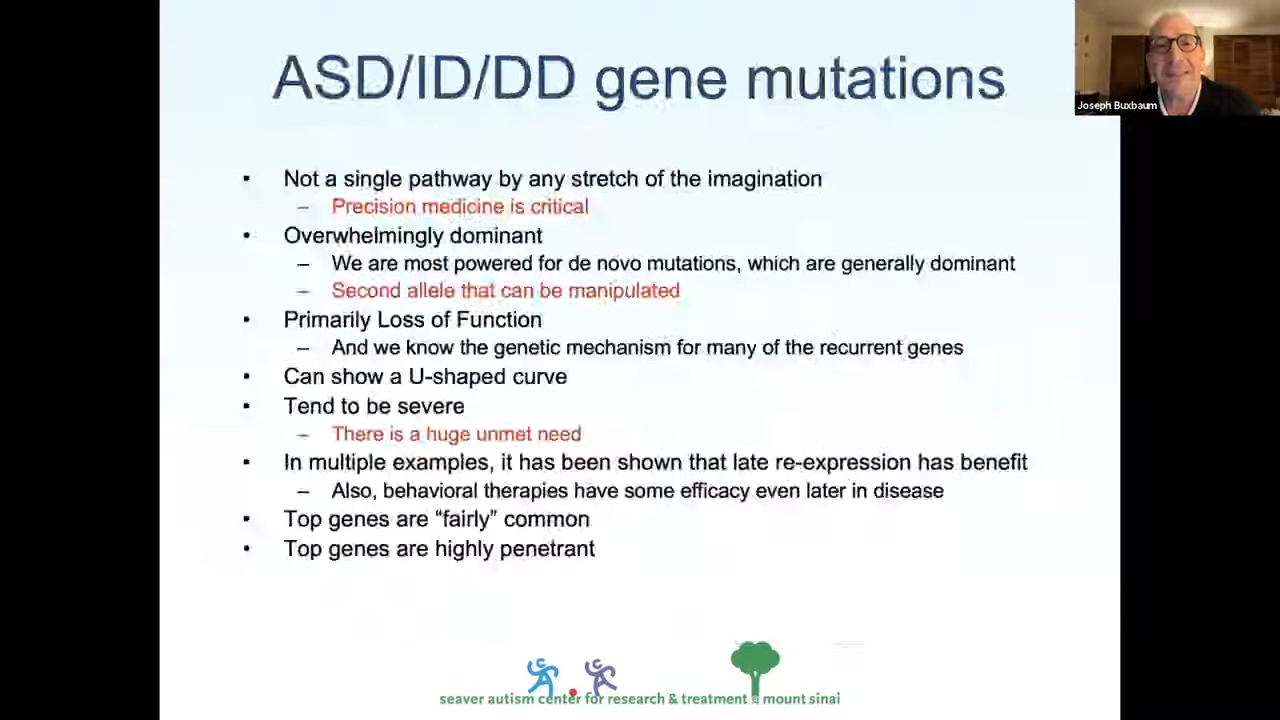 ASD/ID/DD gene mutations
Joseph Buxbaum
• Not a single pathway by any stretch of the imagination
– Precision medicine is critical
• Overwhelmingly dominant
– We are most powered for de novo mutations, which are generally dominant
– Second allele that can be manipulated
• Primarily Loss of Function
– And we know the genetic mechanism for many of the recurrent genes
• Can show a U-shaped curve
• Tend to be severe
– There is a huge unmet need
• In multiple examples, it has been shown that late re-expression has benefit
– Also, behavioral therapies have some efficacy even later in disease
• Top genes are “fairly” common
• Top genes are highly penetrant
seaver autism center for research & treatment @ mount sinai